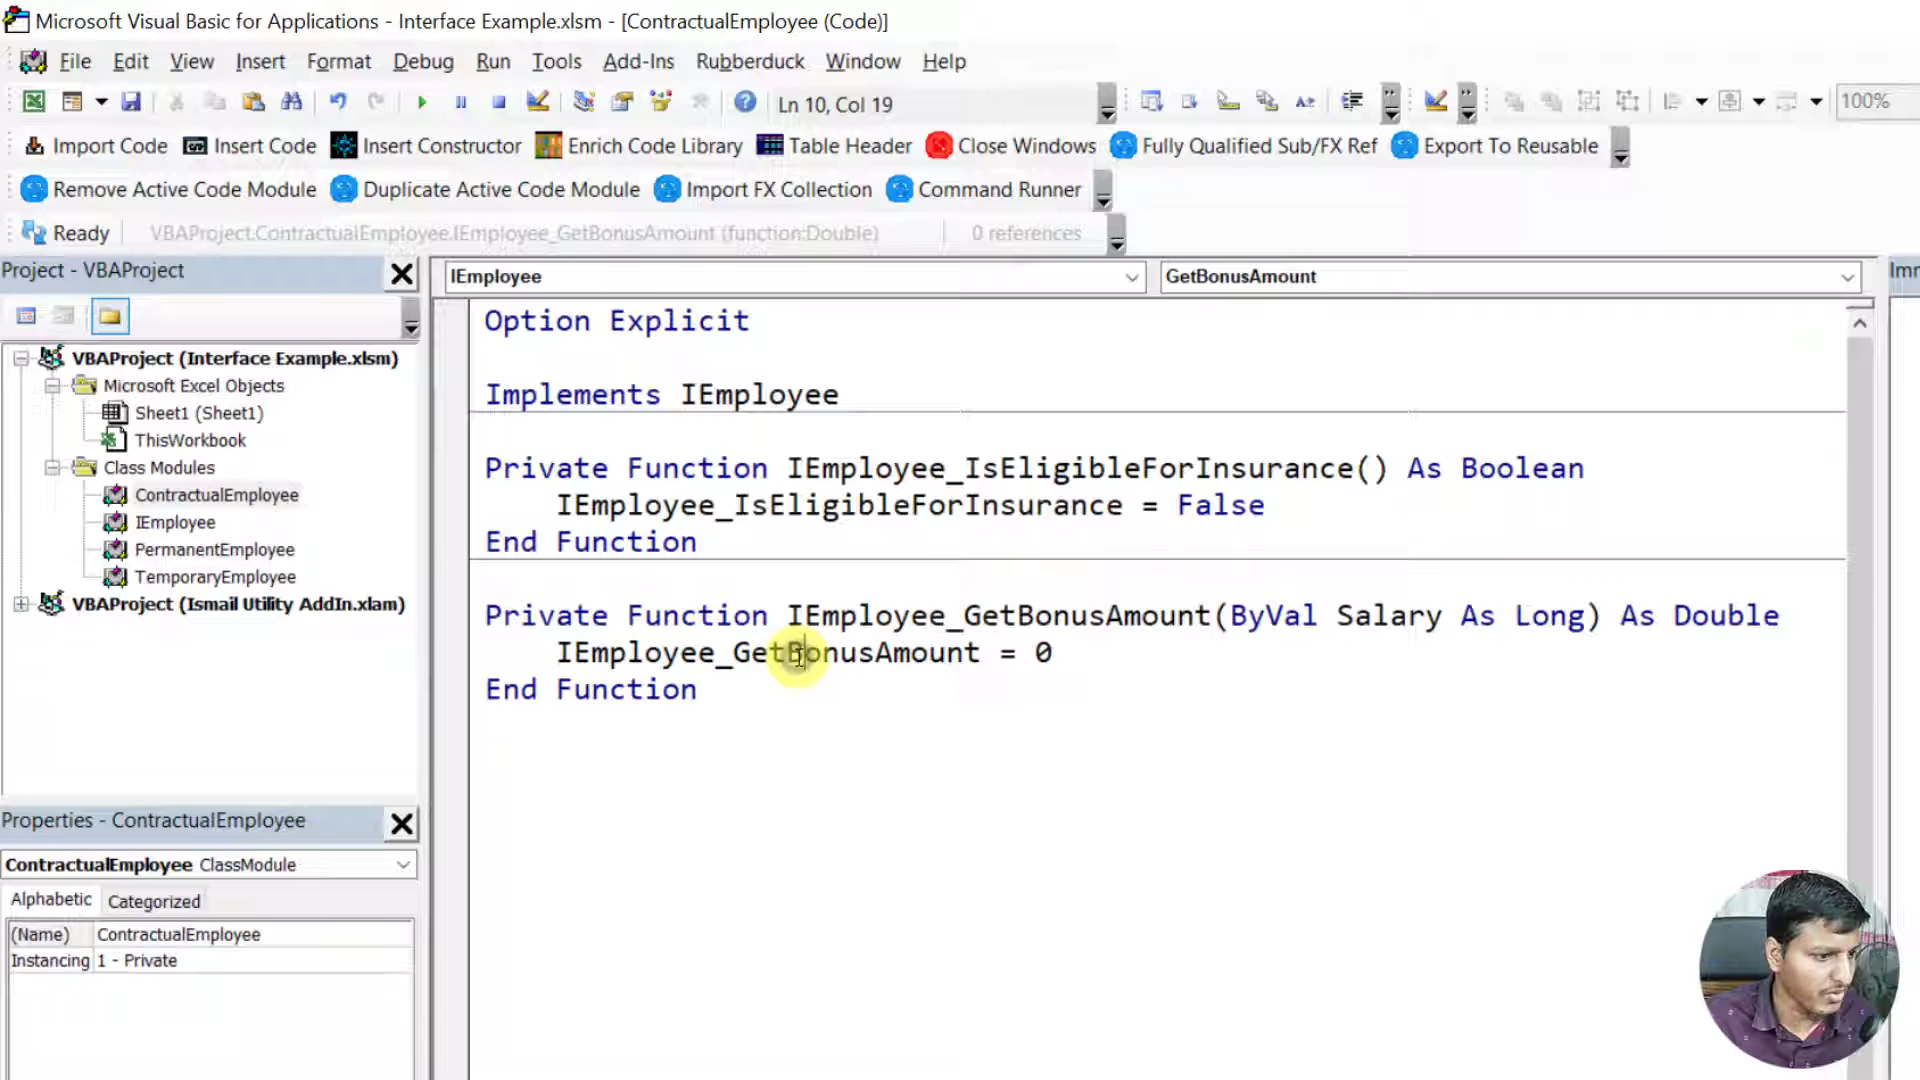 Microsoft Visual Basic for Applications - Interface Example.xlsm - [ContractualEmployee (Code)]
File Edit View Insert Format Debug Run Tools Add-Ins Rubberduck Window Help
Ln 10, Col 19
100%
Import Code Insert Code Insert Constructor Enrich Code Library Table Header Close Windows Fully Qualified Sub/FX Ref Export To Reusable
Remove Active Code Module Duplicate Active Code Module Import FX Collection Command Runner
Ready VBAProject.ContractualEmployee.IEmployee_GetBonusAmount (function:Double) 0 references
Project - VBAProject
VBAProject (Interface Example.xlsm)
Microsoft Excel Objects
Sheet1 (Sheet1)
ThisWorkbook
Class Modules
ContractualEmployee
IEmployee
PermanentEmployee
TemporaryEmployee
VBAProject (Ismail Utility AddIn.xlam)
Properties - ContractualEmployee
ContractualEmployee ClassModule
Alphabetic Categorized
(Name) ContractualEmployee
Instancing 1 - Private
IEmployee GetBonusAmount
Option Explicit
Implements IEmployee
Private Function IEmployee_IsEligibleForInsurance() As Boolean
IEmployee_IsEligibleForInsurance = False
End Function
Private Function IEmployee_GetBonusAmount(ByVal Salary As Long) As Double
IEmployee_GetBonusAmount = 0
End Function